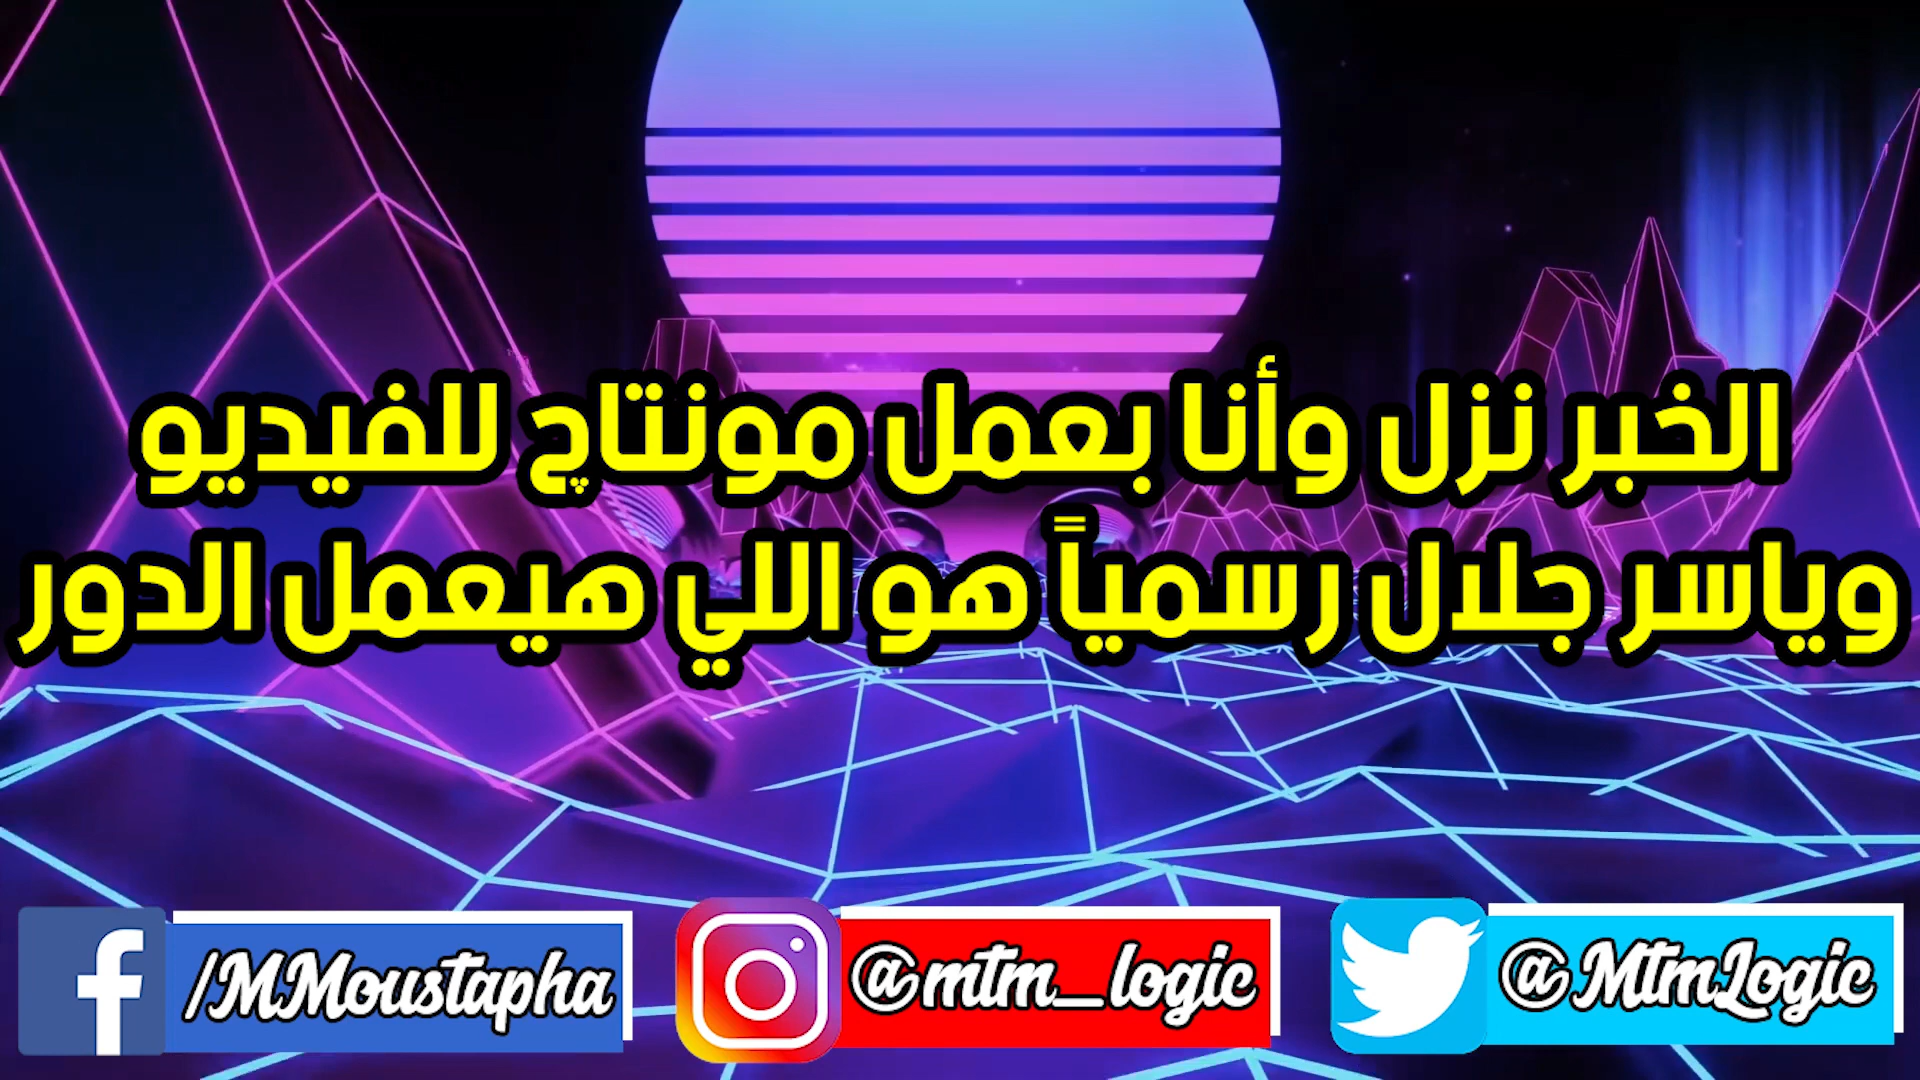 الخبر نزل وأنا بعمل مونتاچ للفيديو
وياسر جلال رسمياً هو اللي هيعمل الدور
/MMoustapha
@mtm_logic
@MtmLogic